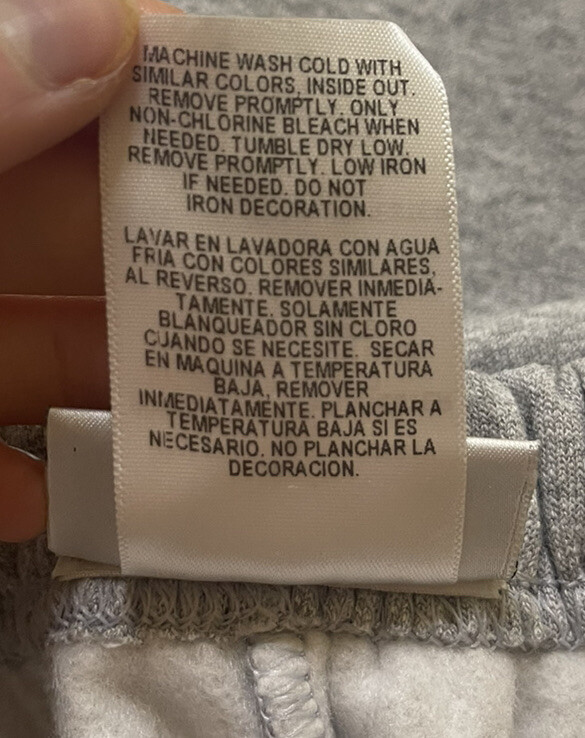 MACHINE WASH COLD WITH
SIMILAR COLORS, INSIDE OUT.
REMOVE PROMPTLY. ONLY
NON-CHLORINE BLEACH WHEN
NEEDED. TUMBLE DRY LOW.
REMOVE PROMPTLY. LOW IRON
IF NEEDED. DO NOT
IRON DECORATION.
LAVAR EN LAVADORA CON AGUA
FRIA CON COLORES SIMILARES,
AL REVERSO. REMOVER INMEDIA-
TAMENTE. SOLAMENTE
BLANQUEADOR SIN CLORO
CUANDO SE NECESITE. SECAR
EN MAQUINA A TEMPERATURA
BAJA, REMOVER
INMEDIATAMENTE. PLANCHAR A
TEMPERATURA BAJA SI ES
NECESARIO. NO PLANCHAR LA
DECORACION.